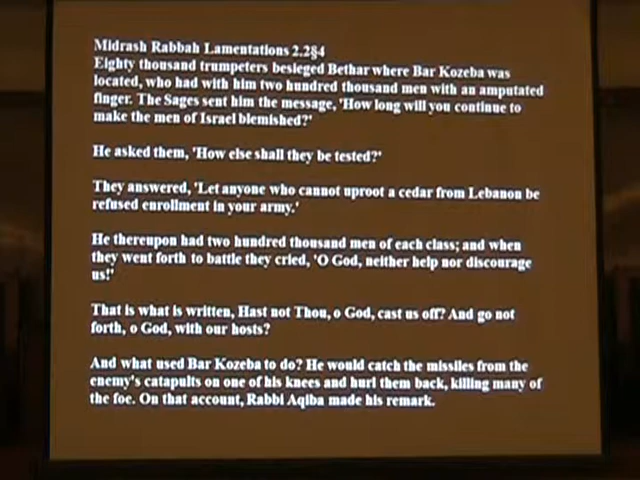 Midrash Rabbah Lamentations 2.2§4
Eighty thousand trumpeters besieged Bethar where Bar Kozeba was
located, who had with him two hundred thousand men with an amputated
finger. The Sages sent him the message, 'How long will you continue to
make the men of Israel blemished?'
He asked them, 'How else shall they be tested?'
They answered, 'Let anyone who cannot uproot a cedar from Lebanon be
refused enrollment in your army.'
He thereupon had two hundred thousand men of each class; and when
they went forth to battle they cried, 'O God, neither help nor discourage
us!'
That is what is written, Hast not Thou, o God, cast us off? And go not
forth, o God, with our hosts?
And what used Bar Kozeba to do? He would catch the missiles from the
enemy's catapults on one of his knees and hurl them back, killing many of
the foe. On that account, Rabbi Aqiba made his remark.